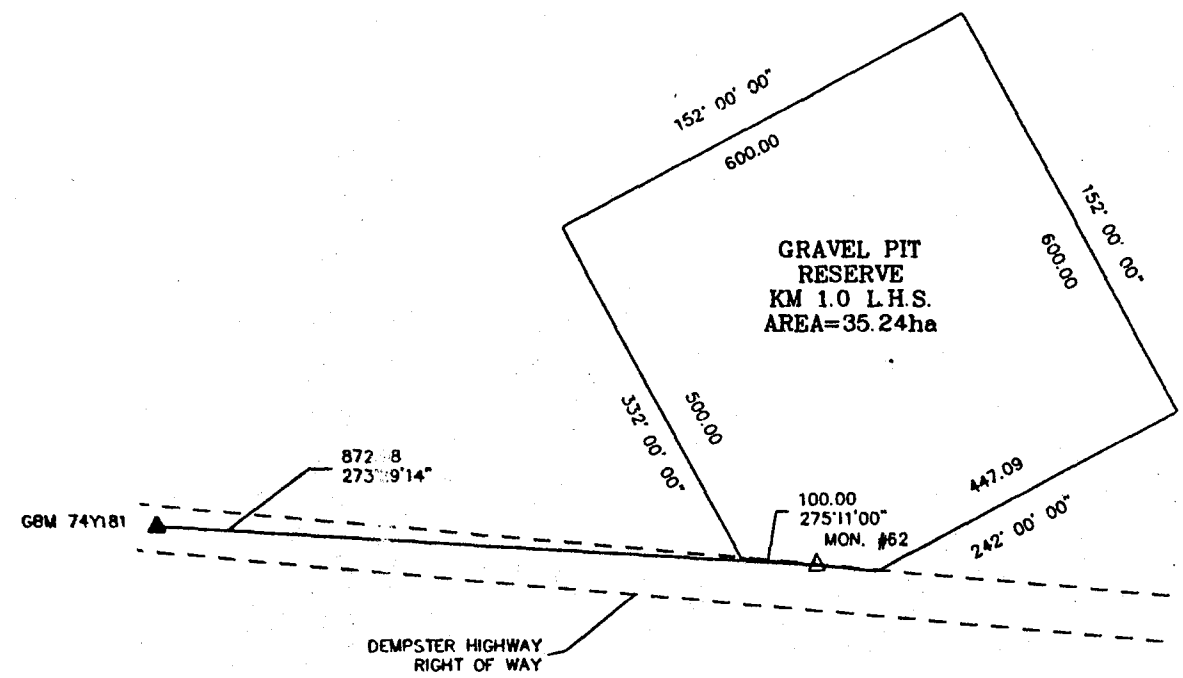 152° 00' 00"
600.00
152° 00' 00"
600.00
GRAVEL PIT
RESERVE
KM 1.0 L.H.S.
AREA=35.24ha
500.00
332° 00' 00"
447.09
242° 00' 00"
100.00
275°11'00"
MON. #62
GBM 74Y181
DEMPSTER HIGHWAY
RIGHT OF WAY